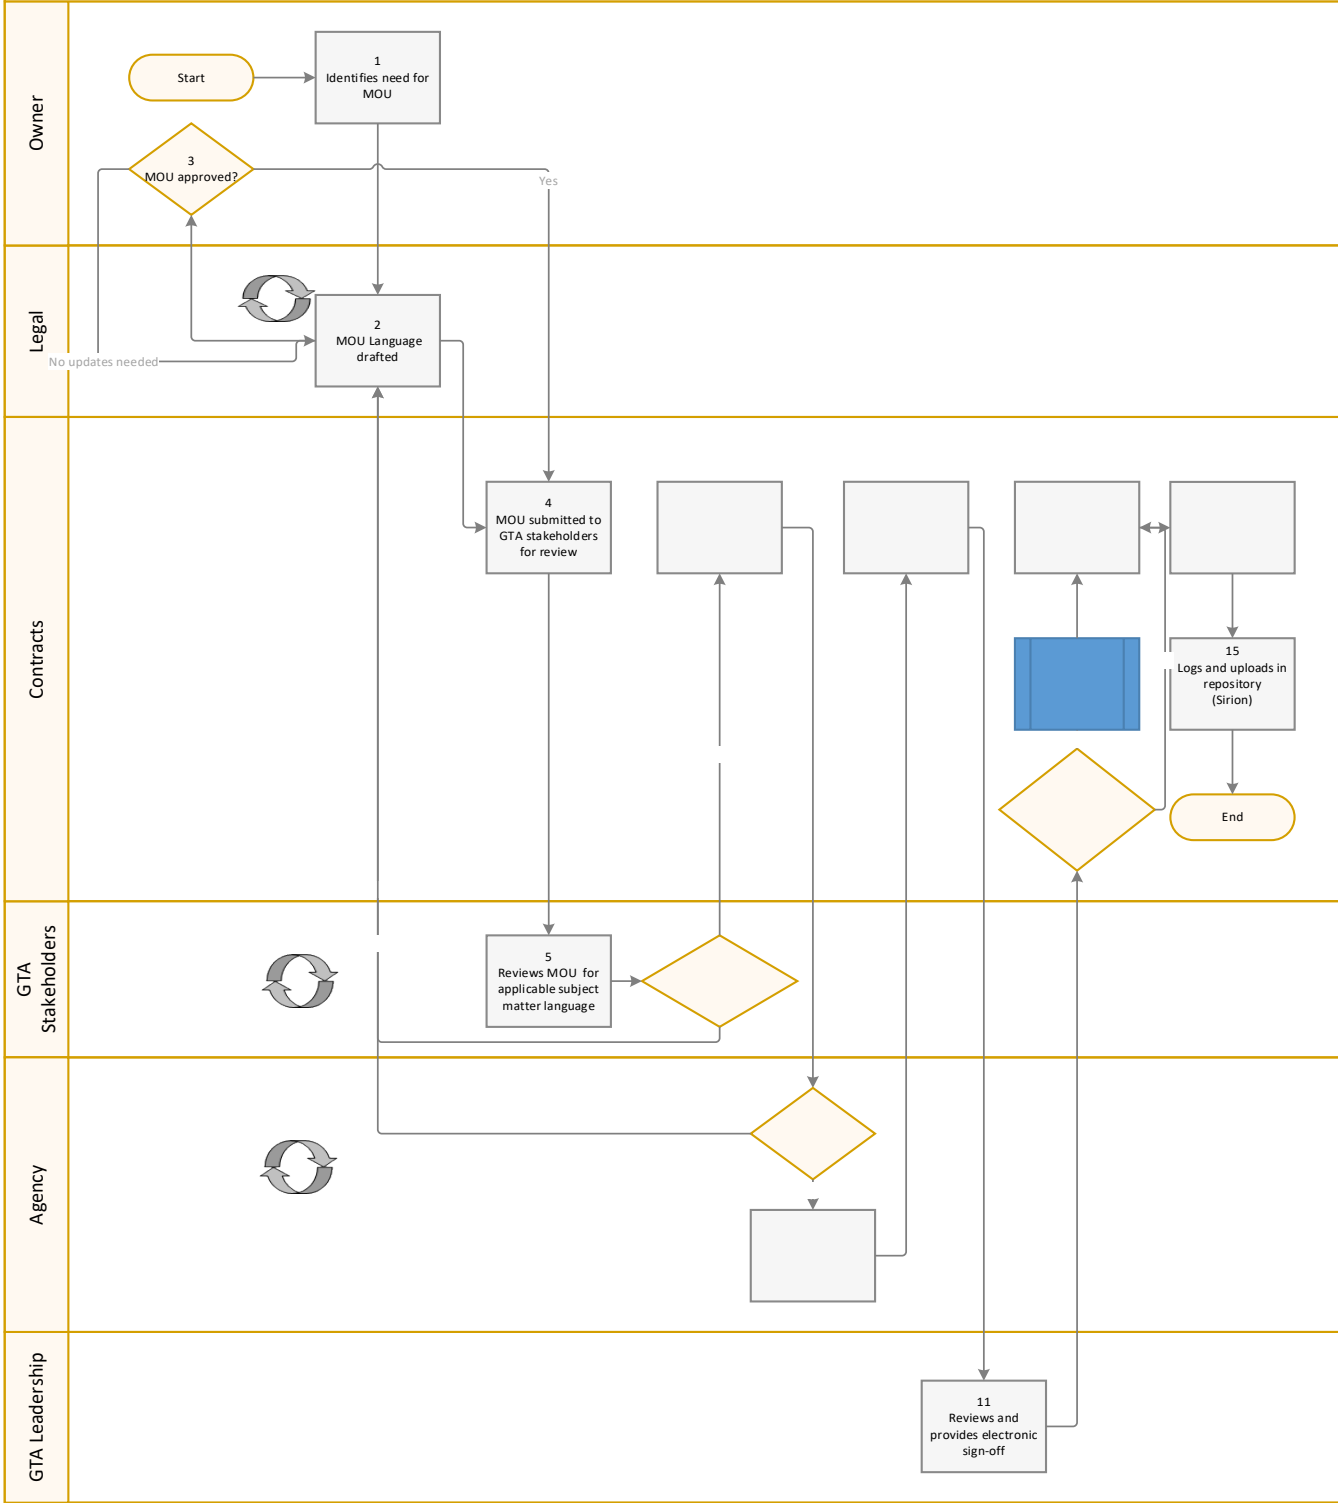 Owner
Start
1
Identifies need for
MOU
3
MOU approved?
Yes
Legal
2
MOU Language
drafted
No updates needed
Contracts
4
MOU submitted to
GTA stakeholders
for review
15
Logs and uploads in
repository
(Sirion)
End
GTA
Stakeholders
5
Reviews MOU for
applicable subject
matter language
Agency
GTA Leadership
11
Reviews and
provides electronic
sign-off